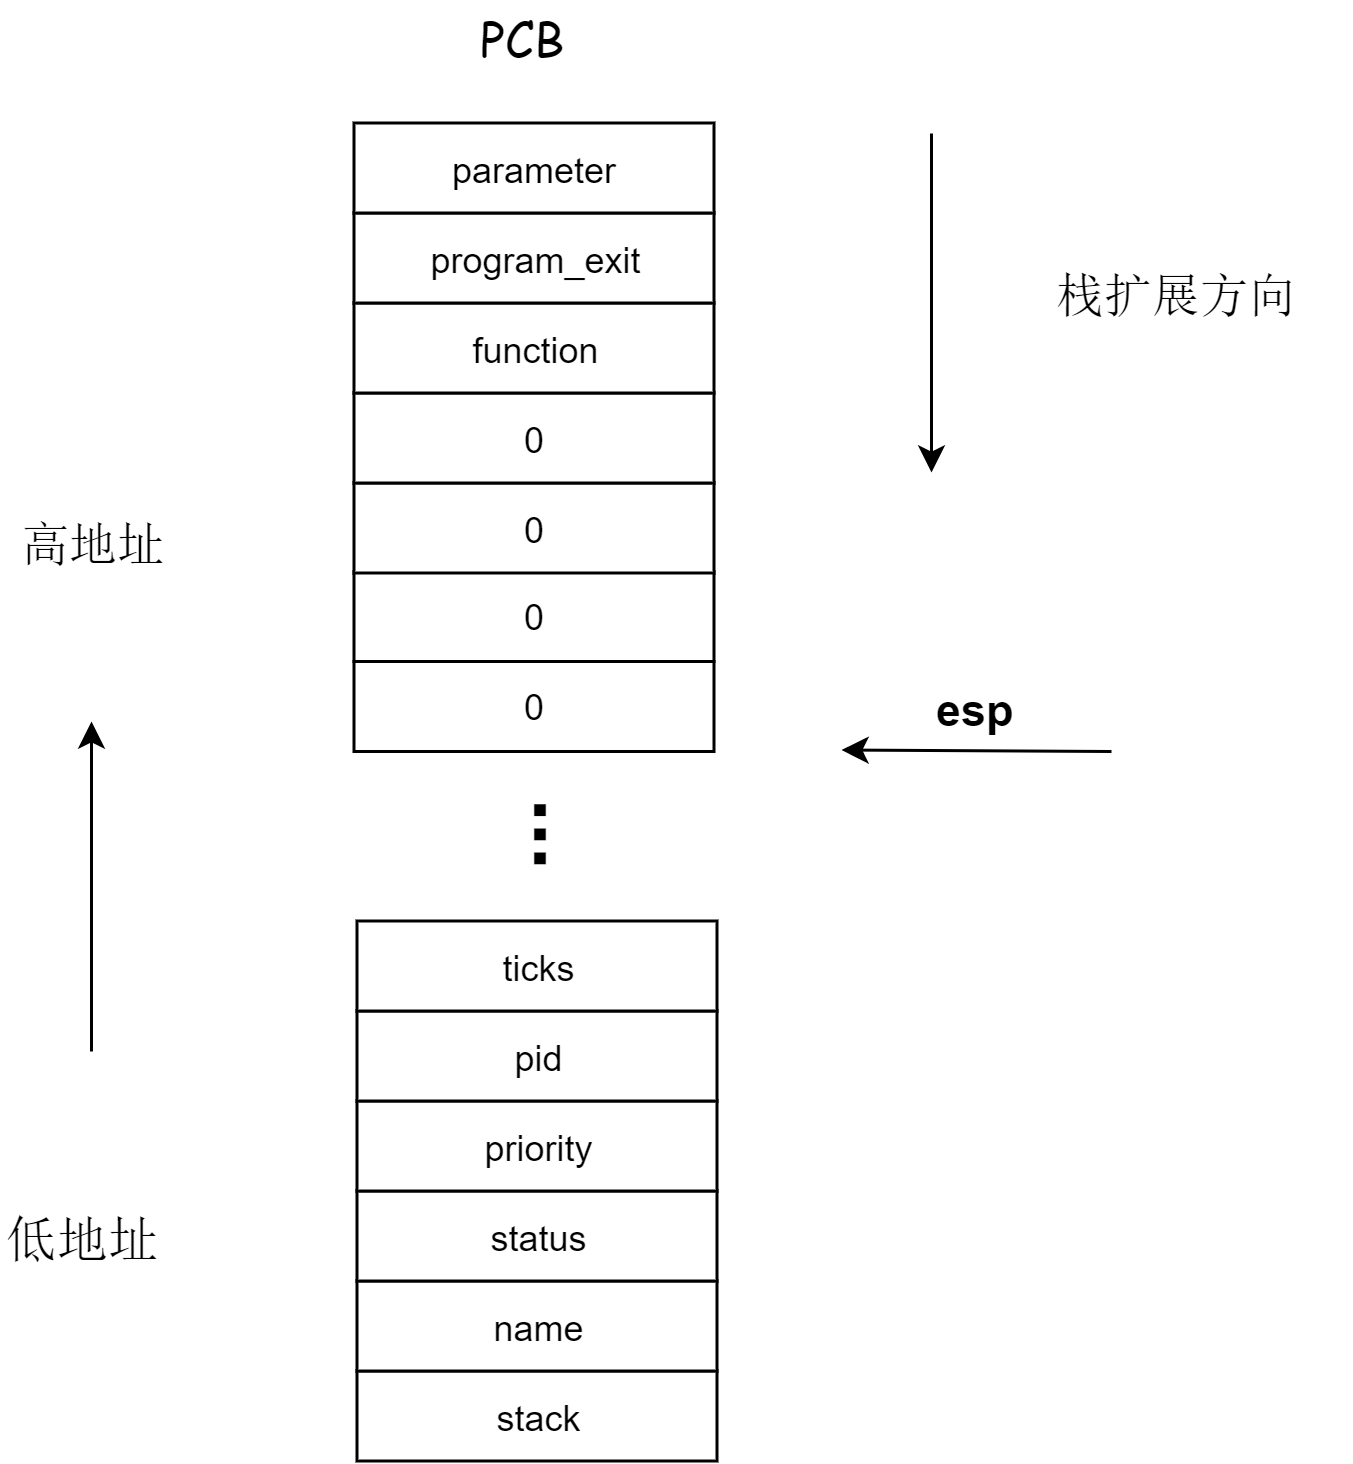 PCB
parameter
program_exit
栈扩展方向
function
0
高地址
0
0
0
esp
ticks
pid
priority
低地址
status
name
stack